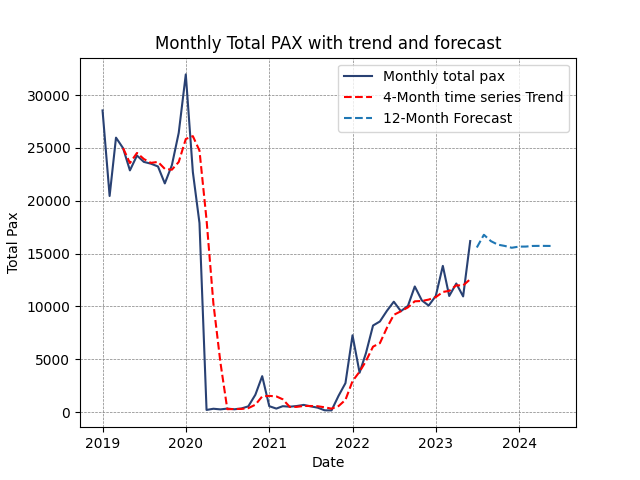 Monthly Total PAX with trend and forecast
Monthly total pax
4-Month time series Trend
12-Month Forecast
30000
25000
20000
15000
10000
5000
0
Total Pax
2019 2020 2021 2022 2023 2024
Date